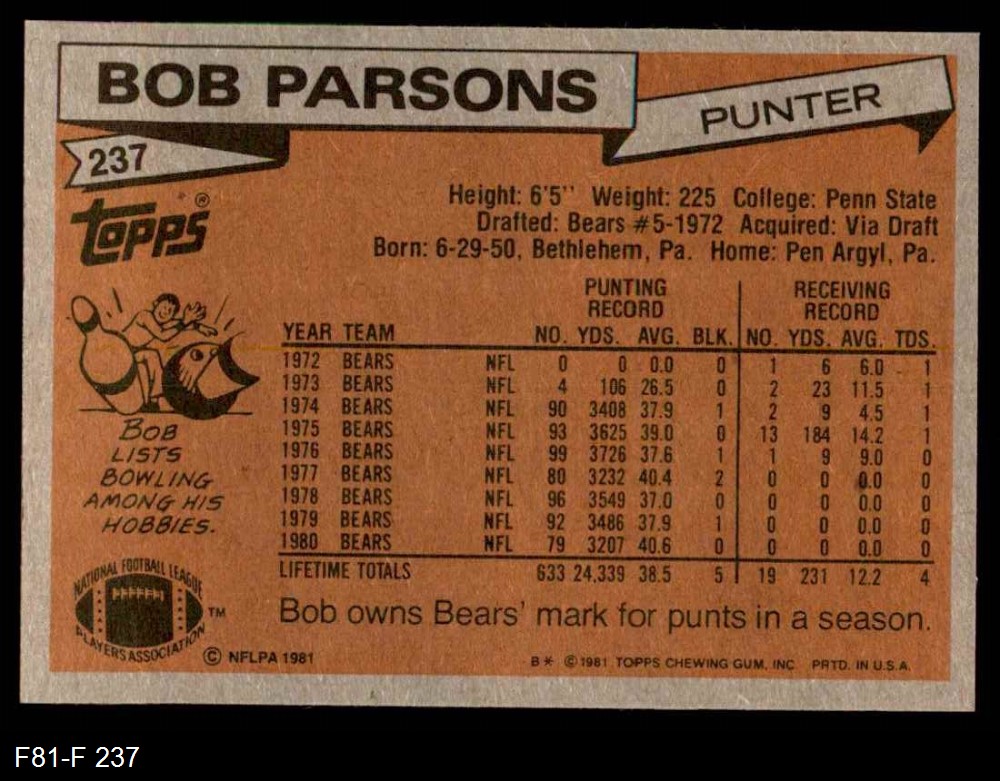 BOB PARSONS
PUNTER
237
TOPPS ®
Height: 6'5'' Weight: 225 College: Penn State
Drafted: Bears #5-1972 Acquired: Via Draft
Born: 6-29-50, Bethlehem, Pa. Home: Pen Argyl, Pa.
PUNTING RECEIVING
RECORD RECORD
YEAR TEAM NO. YDS. AVG. BLK. NO. YDS. AVG. TDS.
1972 BEARS NFL 0 0 0.0 0 1 6 6.0 1
1973 BEARS NFL 4 106 26.5 0 2 23 11.5 1
1974 BEARS NFL 90 3408 37.9 1 2 9 4.5 1
1975 BEARS NFL 93 3625 39.0 0 13 184 14.2 1
1976 BEARS NFL 99 3726 37.6 1 1 9 9.0 0
1977 BEARS NFL 80 3232 40.4 2 0 0 0.0 0
1978 BEARS NFL 96 3549 37.0 0 0 0.0 0
1979 BEARS NFL 92 3486 37.9 1 0 0 0.0 0
1980 BEARS NFL 79 3207 40.6 0 0 0 0.0 0
LIFETIME TOTALS 633 24,339 38.5 5 19 231 12.2 4
BOB
LISTS
BOWLING
AMONG HIS
HOBBIES.
Bob owns Bears' mark for punts in a season.
NATIONAL FOOTBALL LEAGUE
PLAYERS ASSOCIATION
TM
© NFLPA 1981
B* © 1981 TOPPS CHEWING GUM, INC PRTD. IN U.S.A.
F81-F 237